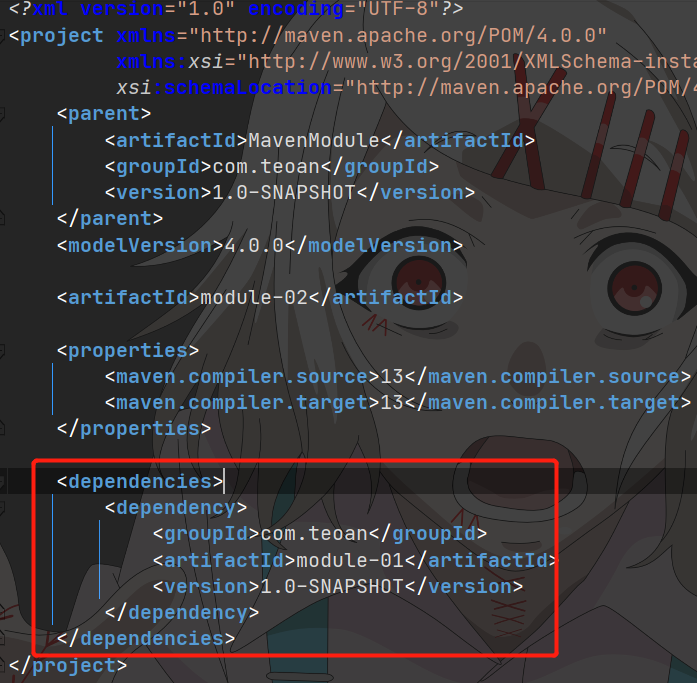 <?xml version="1.0" encoding="UTF-8"?>
<project xmlns="http://maven.apache.org/POM/4.0.0"
xmlns:xsi="http://www.w3.org/2001/XMLSchema-insta
xsi:schemaLocation="http://maven.apache.org/POM/4
<parent>
<artifactId>MavenModule</artifactId>
<groupId>com.teoan</groupId>
<version>1.0-SNAPSHOT</version>
</parent>
<modelVersion>4.0.0</modelVersion>
<artifactId>module-02</artifactId>
<properties>
<maven.compiler.source>13</maven.compiler.source>
<maven.compiler.target>13</maven.compiler.target>
</properties>
<dependencies>
<dependency>
<groupId>com.teoan</groupId>
<artifactId>module-01</artifactId>
<version>1.0-SNAPSHOT</version>
</dependency>
</dependencies>
</project>